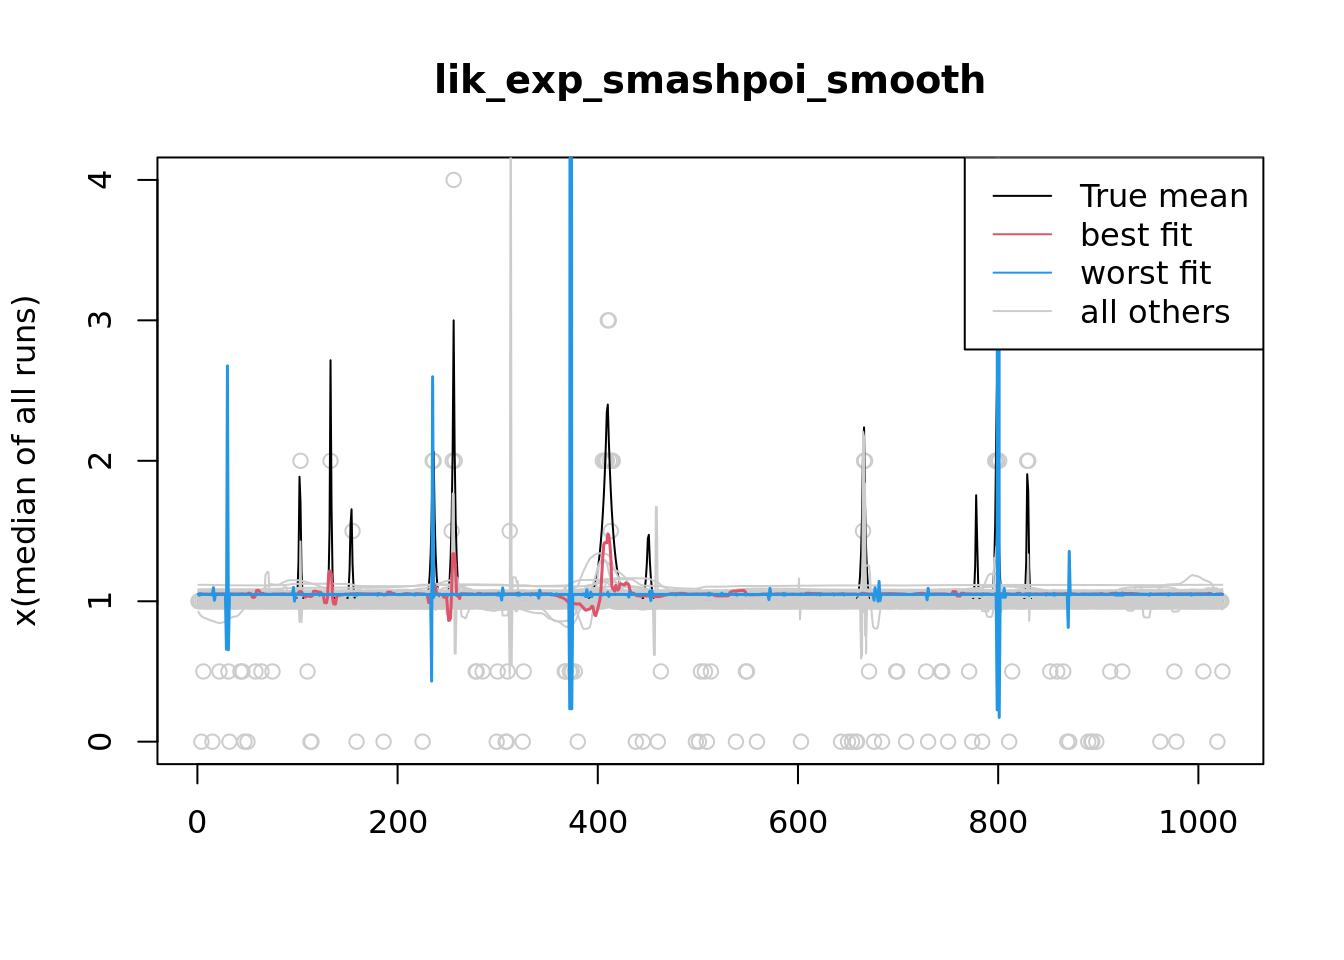 lik_exp_smashpoi_smooth
x(median of all runs)
4
3
2
1
0
True mean
best fit
worst fit
all others
0 200 400 600 800 1000